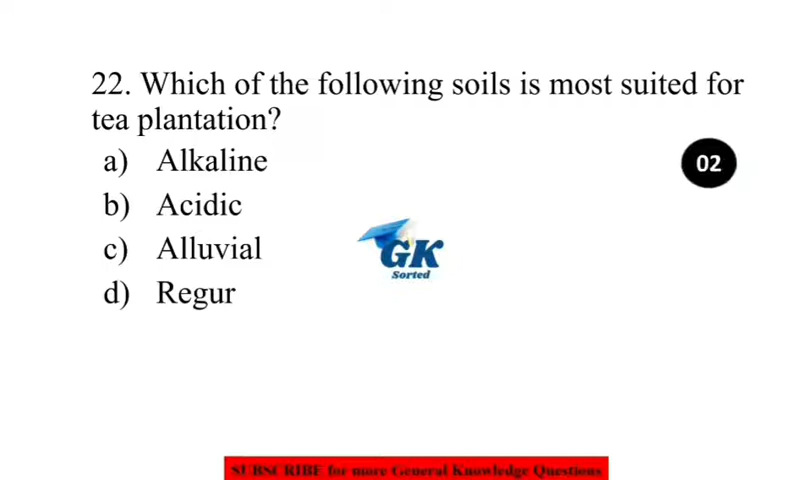 22. Which of the following soils is most suited for
tea plantation?
a) Alkaline
02
b) Acidic
c) Alluvial
GK
Sorted
d) Regur
SUBSCRIBE for more General Knowledge Questions